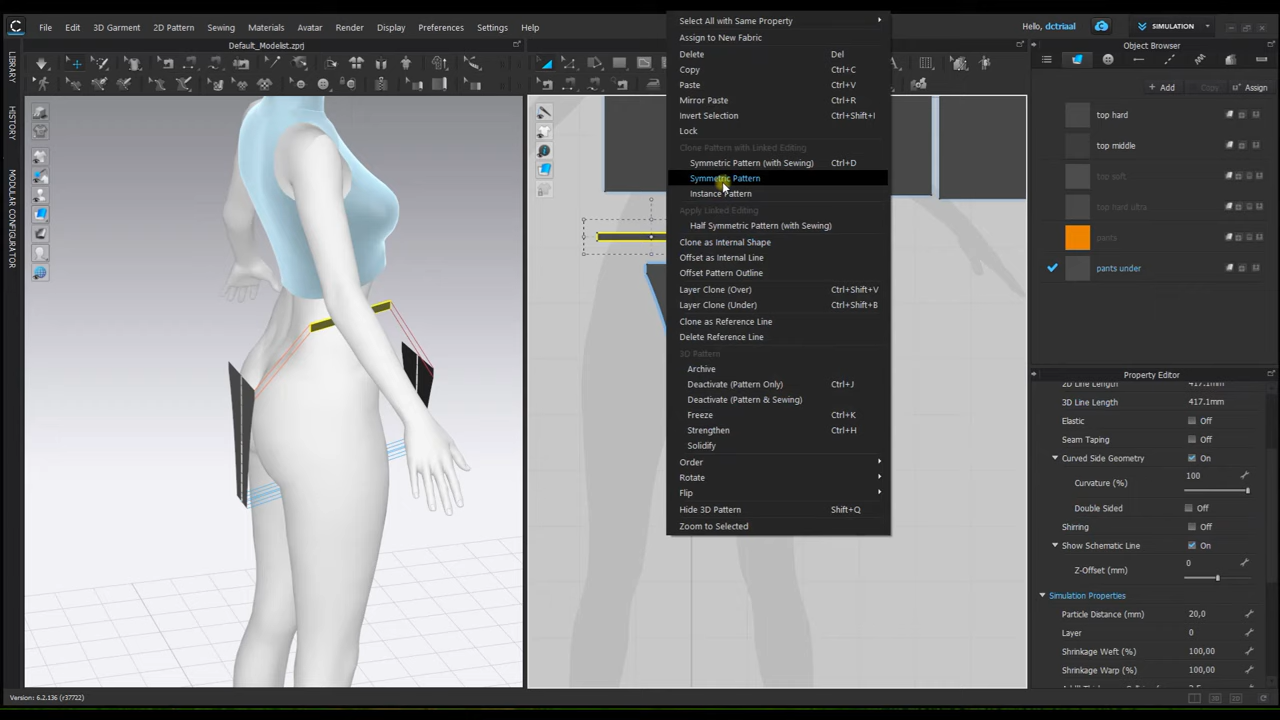 File Edit 3D Garment 2D Pattern Sewing Materials Avatar Render Display Preferences Settings Help
Hello, dctriaal
SIMULATION
Default_Modelist.zprj
Object Browser
LIBRARY
HISTORY
MODULAR CONFIGURATOR
Select All with Same Property
Assign to New Fabric
Delete Del
Copy Ctrl+C
Paste Ctrl+V
Mirror Paste Ctrl+R
Invert Selection Ctrl+Shift+I
Lock
Clone Pattern with Linked Editing
Symmetric Pattern (with Sewing) Ctrl+D
Symmetric Pattern
Instance Pattern
Apply Linked Editing
Half Symmetric Pattern (with Sewing)
Clone as Internal Shape
Offset as Internal Line
Offset Pattern Outline
Layer Clone (Over) Ctrl+Shift+V
Layer Clone (Under) Ctrl+Shift+B
Clone as Reference Line
Delete Reference Line
3D Pattern
Archive
Deactivate (Pattern Only) Ctrl+J
Deactivate (Pattern & Sewing)
Freeze Ctrl+K
Strengthen Ctrl+H
Solidify
Order
Rotate
Flip
Hide 3D Pattern Shift+Q
Zoom to Selected
+ Add Copy Assign
top hard
top middle
top soft
top hard ultra
pants
pants under
Property Editor
2D Line Length 417.1mm
3D Line Length 417.1mm
Elastic Off
Seam Taping Off
Curved Side Geometry On
Curvature (%) 100
Double Sided Off
Shirring Off
Show Schematic Line On
Z-Offset (mm) 0
Simulation Properties
Particle Distance (mm) 20,0
Layer 0
Shrinkage Weft (%) 100,00
Shrinkage Warp (%) 100,00
Version: 6.2.136 (r37722)